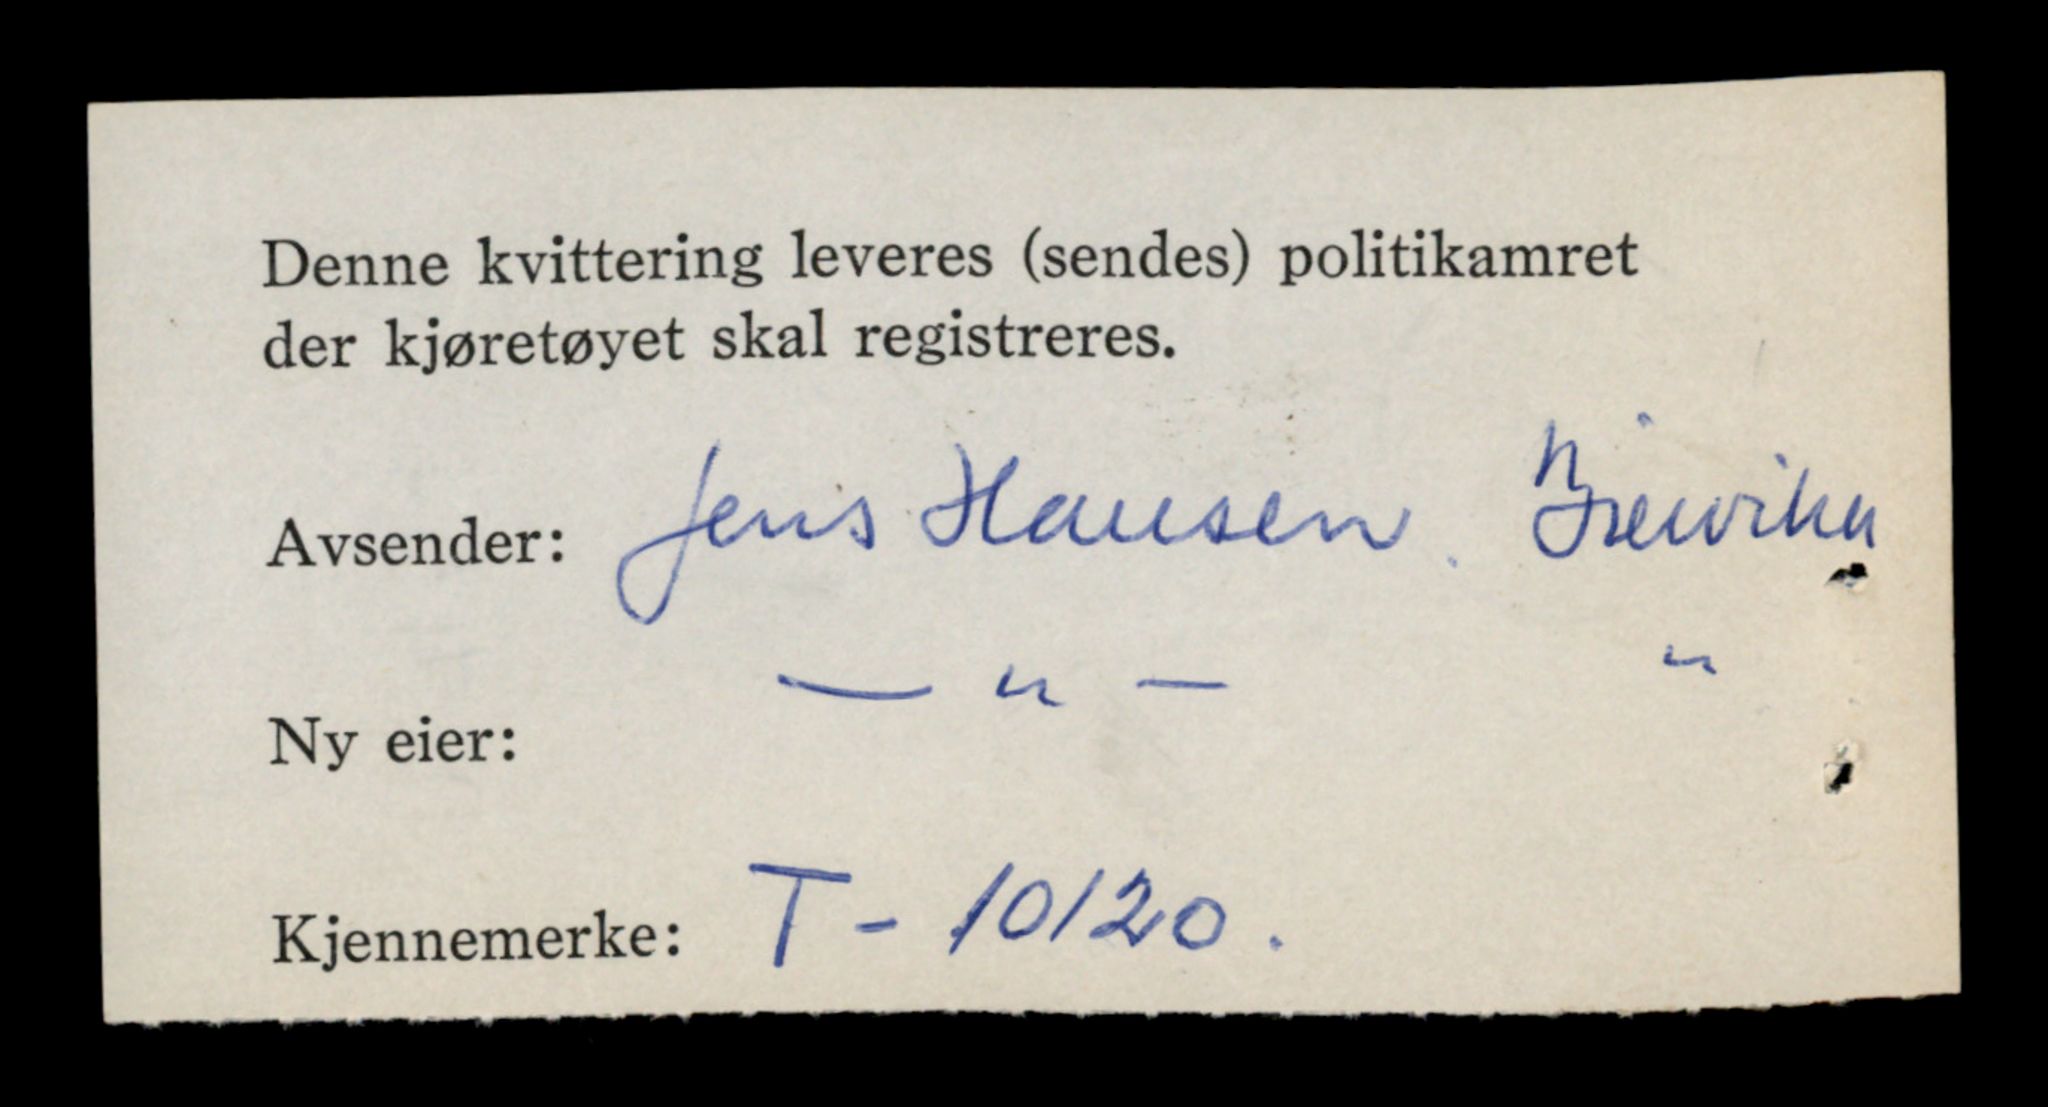 Denne kvittering leveres (sendes) politikamret
der kjøretøyet skal registreres.
Avsender: Jens Hansen.
Ny eier: — " — "
Kjennemerke: T - 10120.